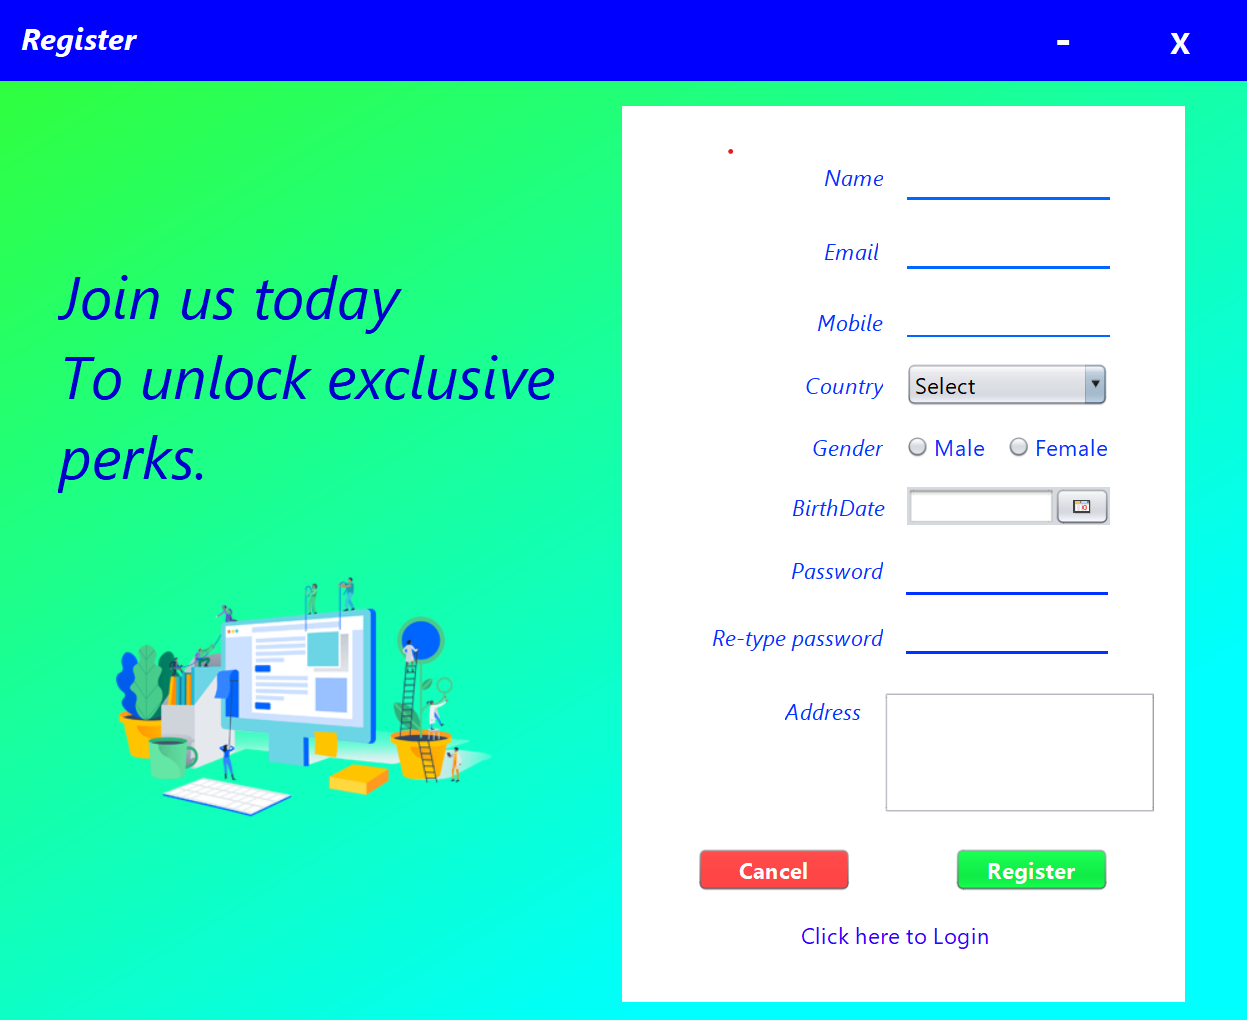 Register
-
x
Join us today
To unlock exclusive
perks.
Name
Email
Mobile
Country
Select
Gender
Male
Female
BirthDate
Password
Re-type password
Address
Cancel
Register
Click here to Login